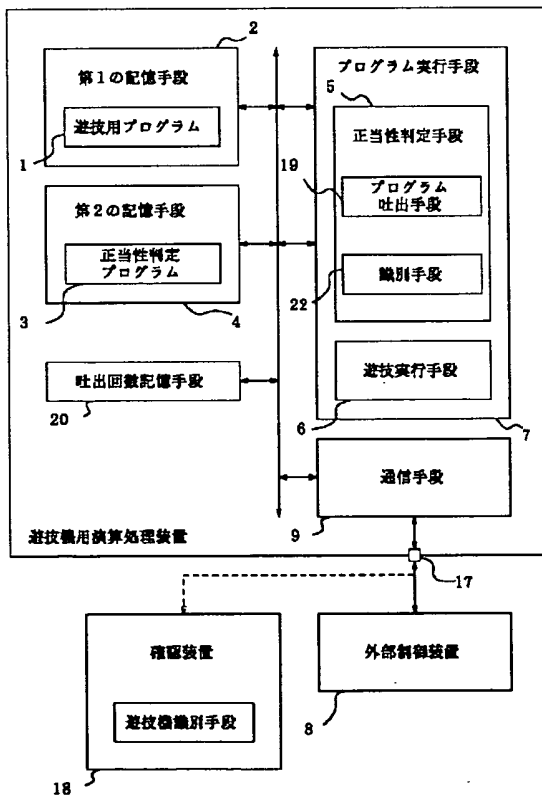 2
第1の記憶手段
遊技用プログラム
1
第2の記憶手段
正当性判定
プログラム
3
4
吐出回数記憶手段
20
プログラム実行手段
5
正当性判定手段
19
プログラム
吐出手段
識別手段
22
遊技実行手段
6
7
通信手段
9
遊技機用演算処理装置
17
確認装置
遊技機識別手段
18
外部制御装置
8